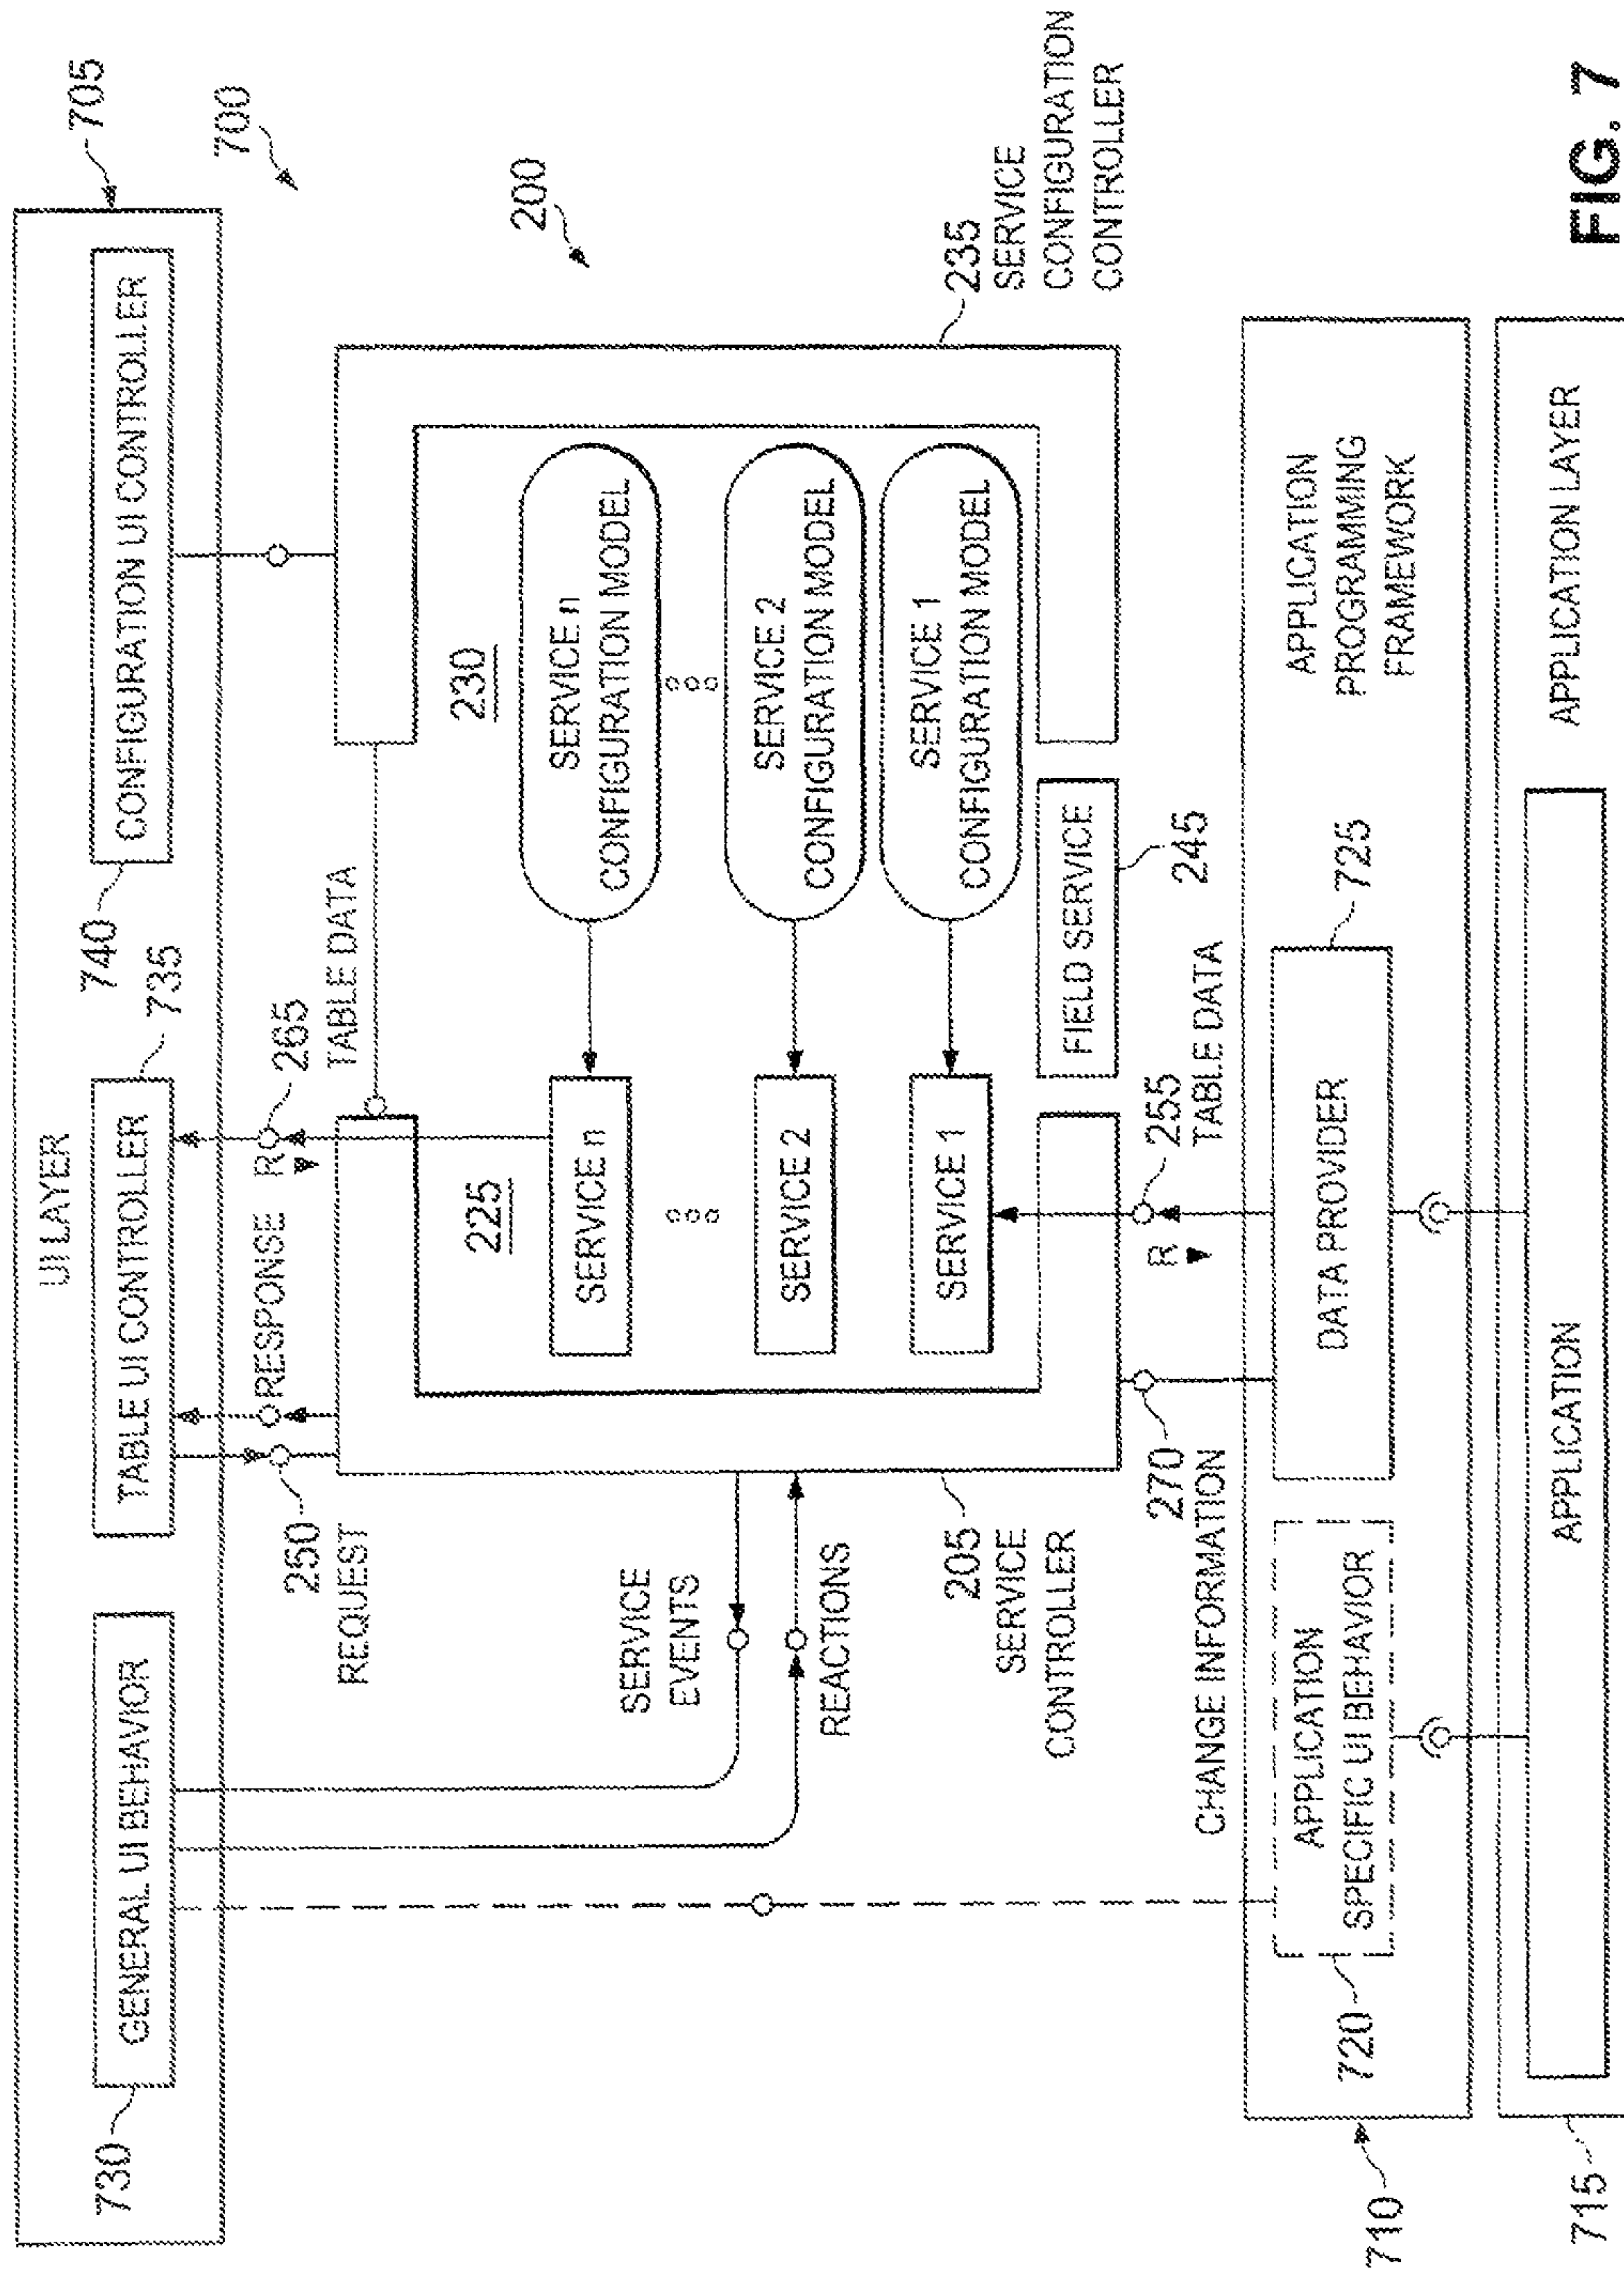 705
700
UI LAYER
730
GENERAL UI BEHAVIOR
TABLE UI CONTROLLER
735
740
CONFIGURATION UI CONTROLLER
250
REQUEST
RESPONSE
R
265
TABLE DATA
200
SERVICE
EVENTS
REACTIONS
205
SERVICE
CONTROLLER
225
SERVICE n
SERVICE 2
SERVICE 1
230
SERVICE n
CONFIGURATION MODEL
SERVICE 2
CONFIGURATION MODEL
SERVICE 1
CONFIGURATION MODEL
235
SERVICE
CONFIGURATION
CONTROLLER
FIELD SERVICE
245
270
CHANGE INFORMATION
R
255
TABLE DATA
710
720
APPLICATION
SPECIFIC UI BEHAVIOR
DATA PROVIDER
725
APPLICATION
PROGRAMMING
FRAMEWORK
715
APPLICATION
APPLICATION LAYER
FIG. 7